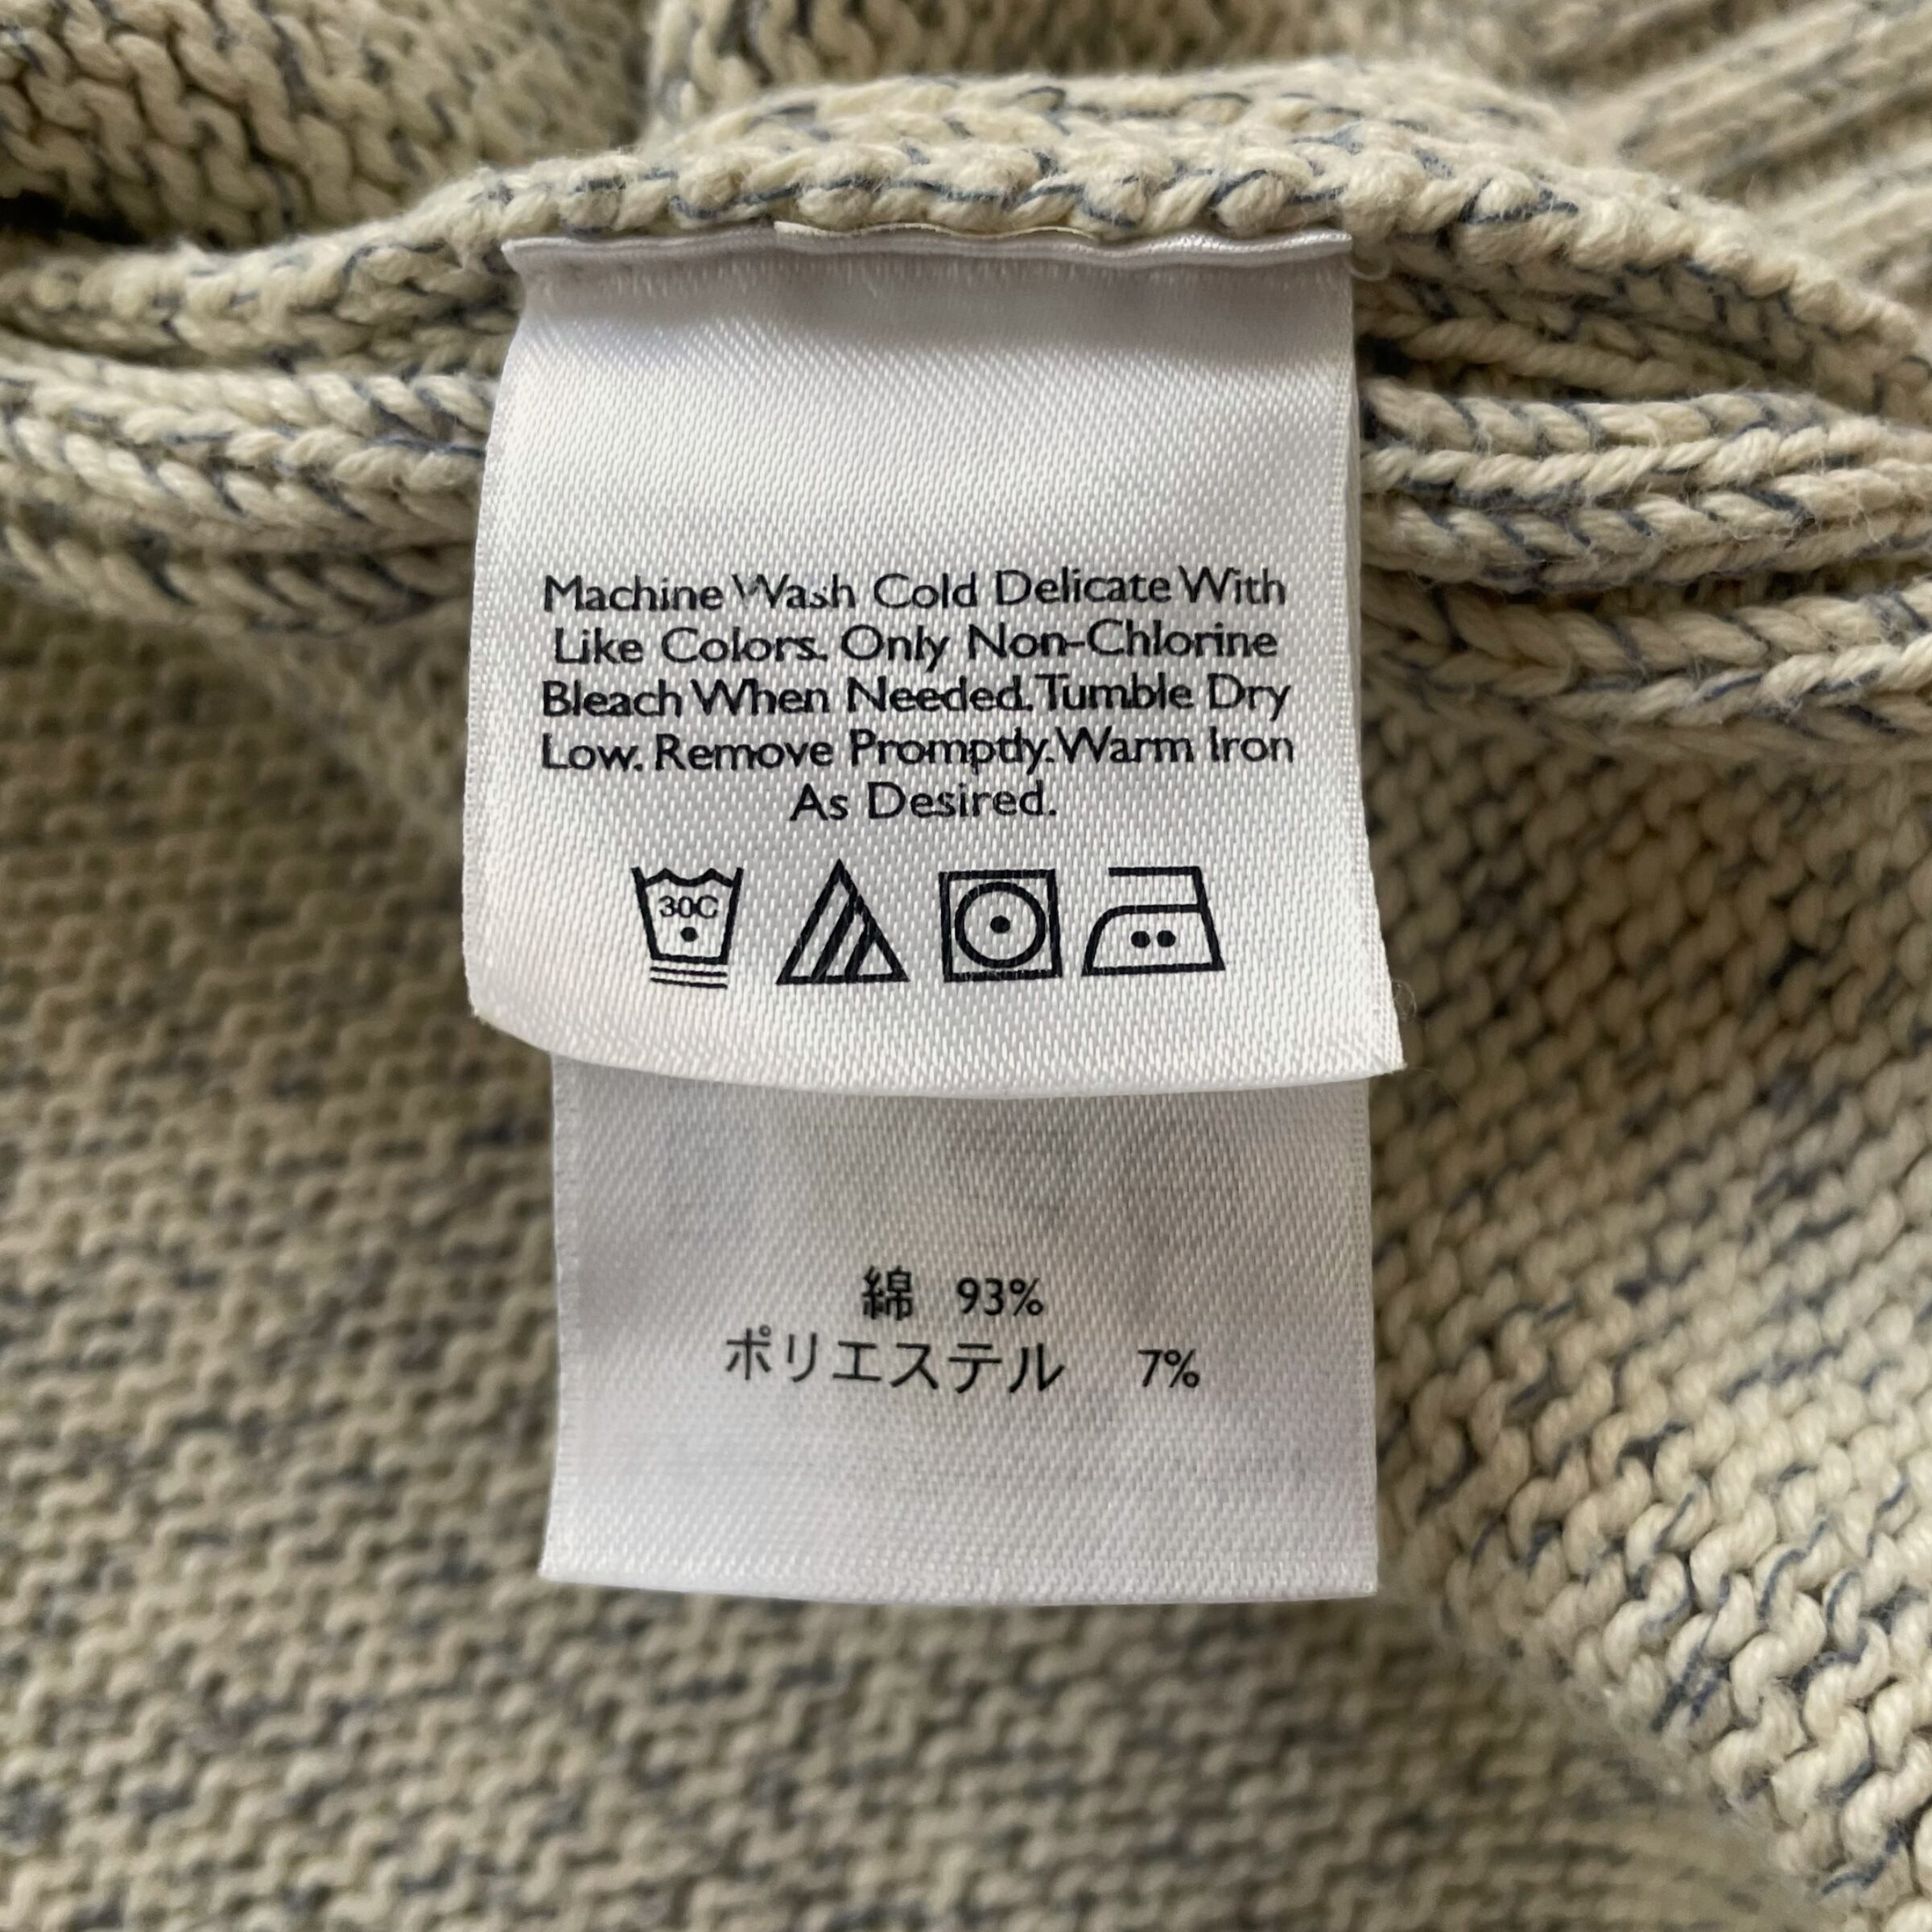 Machine Wash Cold Delicate With
Like Colors. Only Non-Chlorine
Bleach When Needed. Tumble Dry
Low. Remove Promptly. Warm Iron
As Desired.
30C
綿 93%
ポリエステル 7%